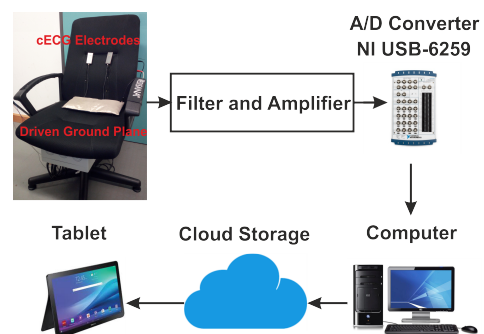 cECG Electrodes
Driven Ground Plane
Filter and Amplifier
A/D Converter
NI USB-6259
Computer
Cloud Storage
Tablet